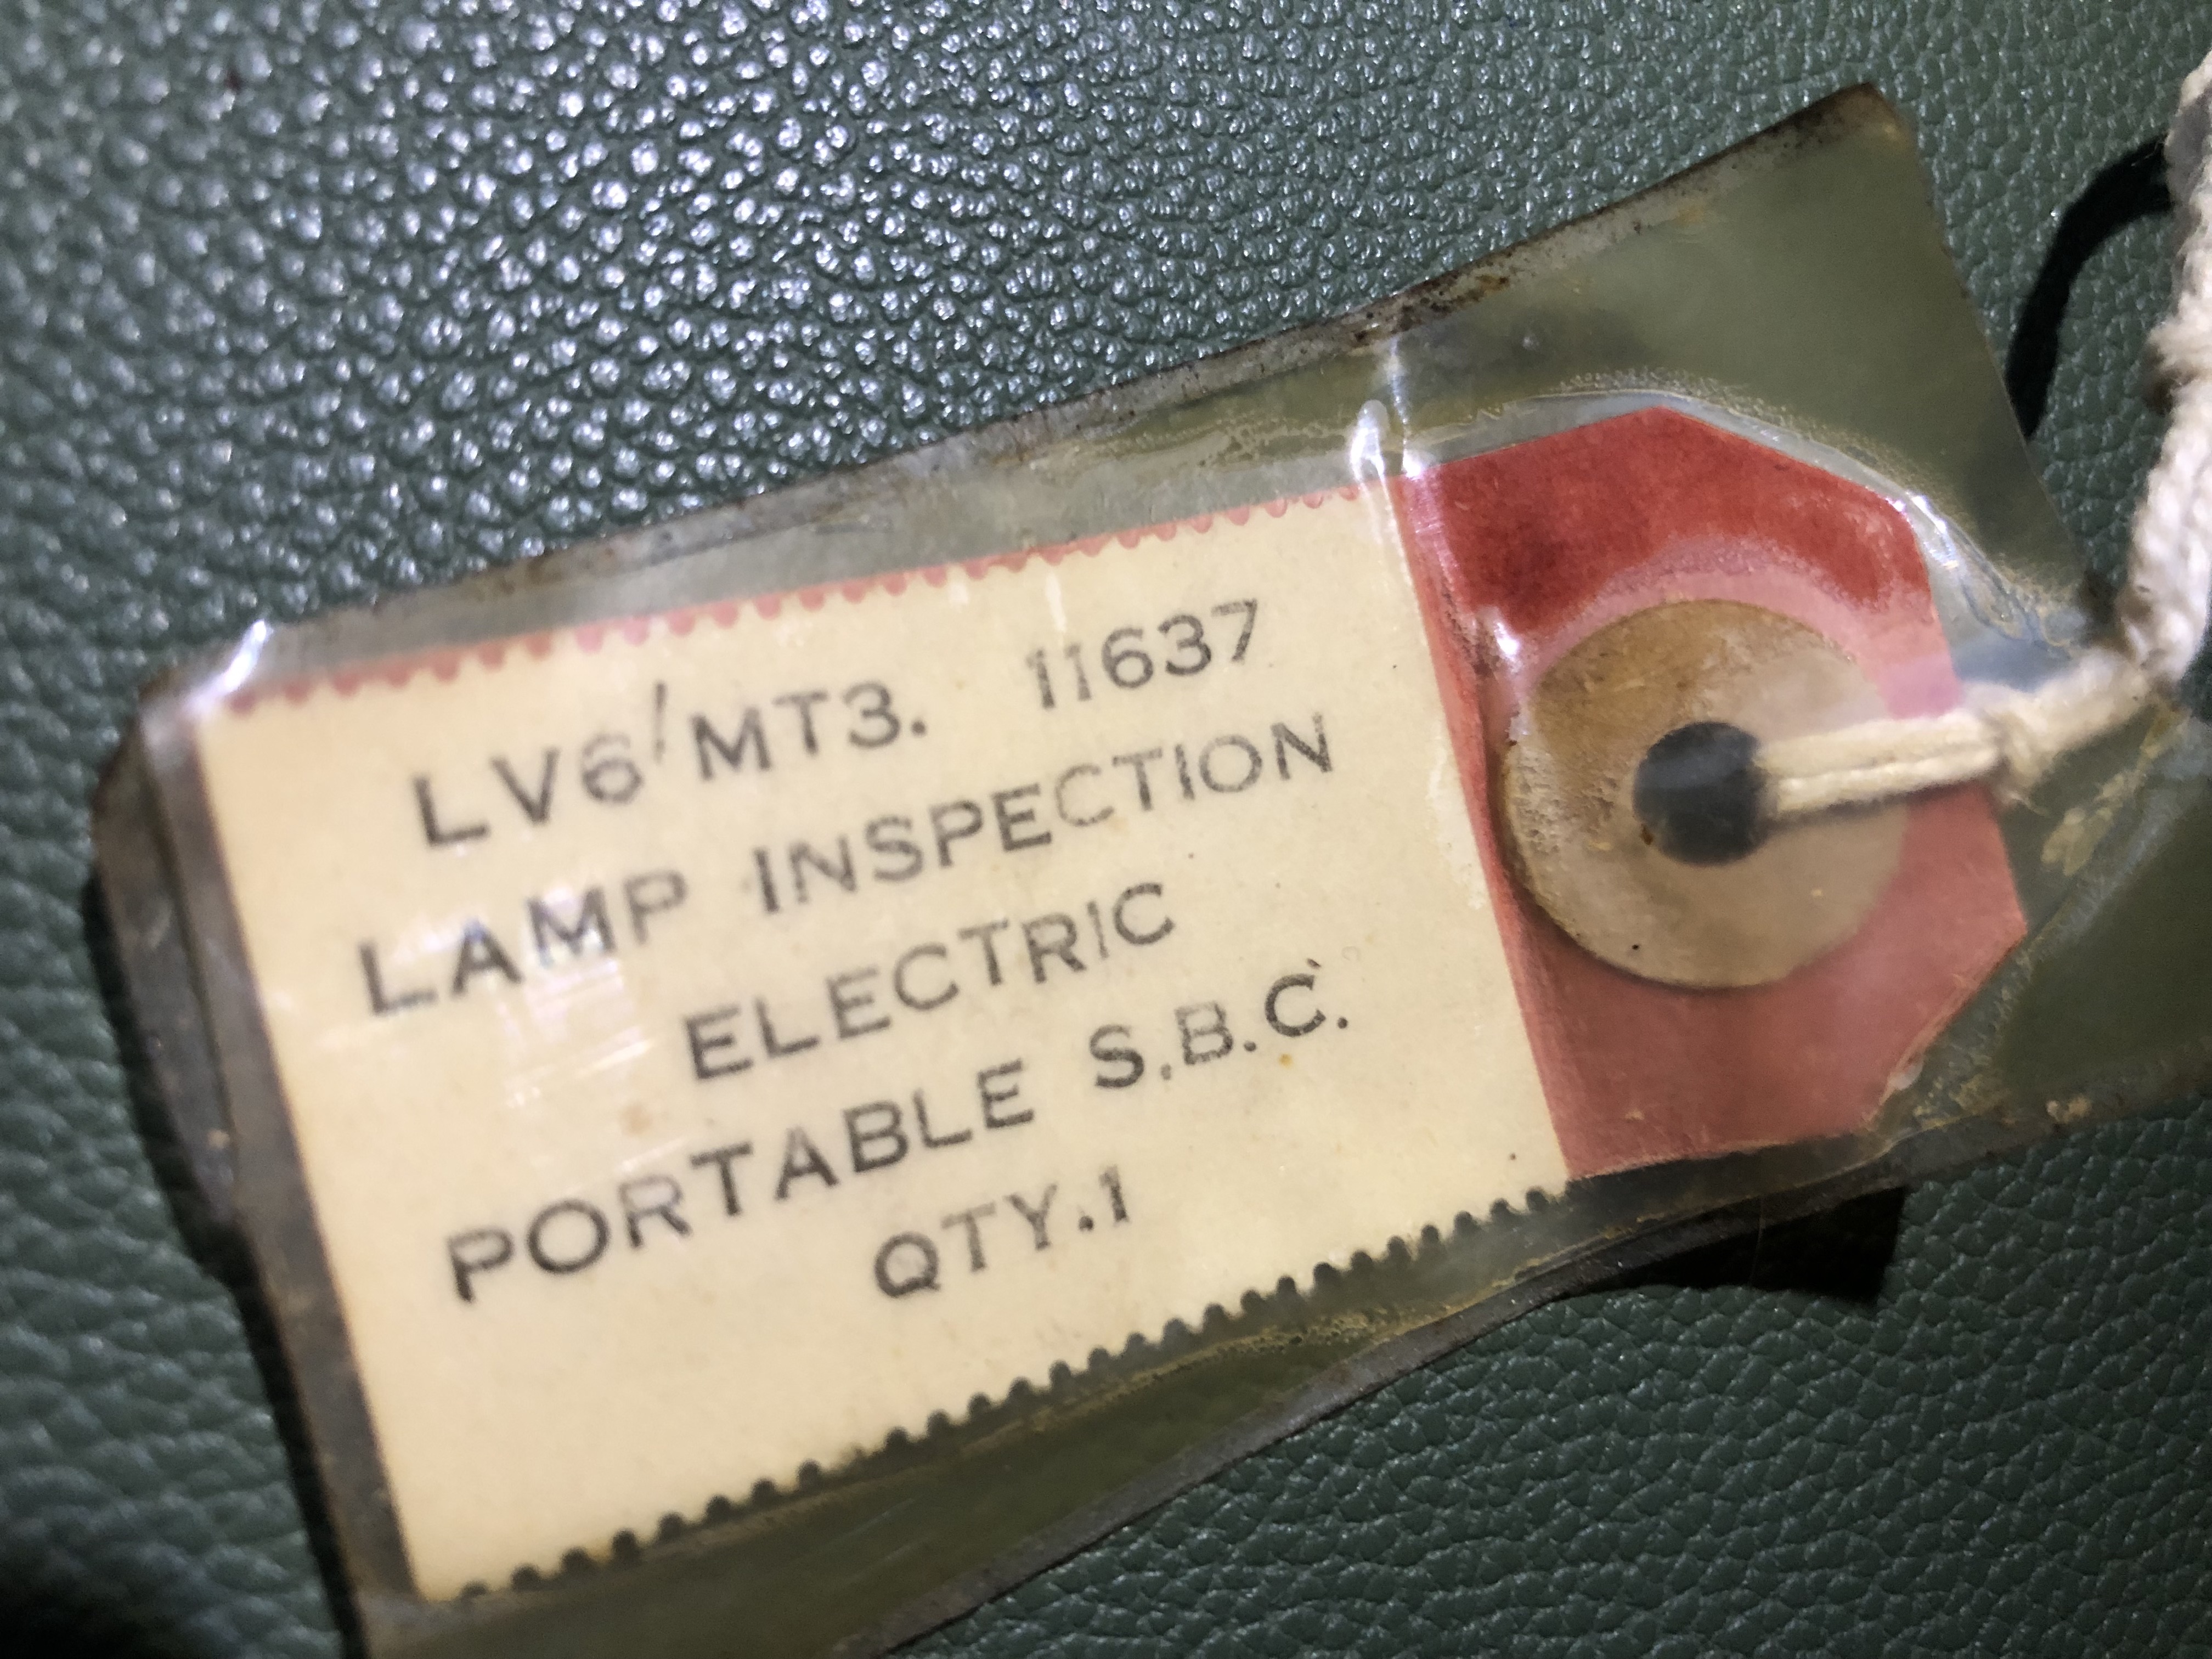 LV6/MT3. 11637
LAMP INSPECTION
ELECTRIC
PORTABLE S.B.C.
QTY.1